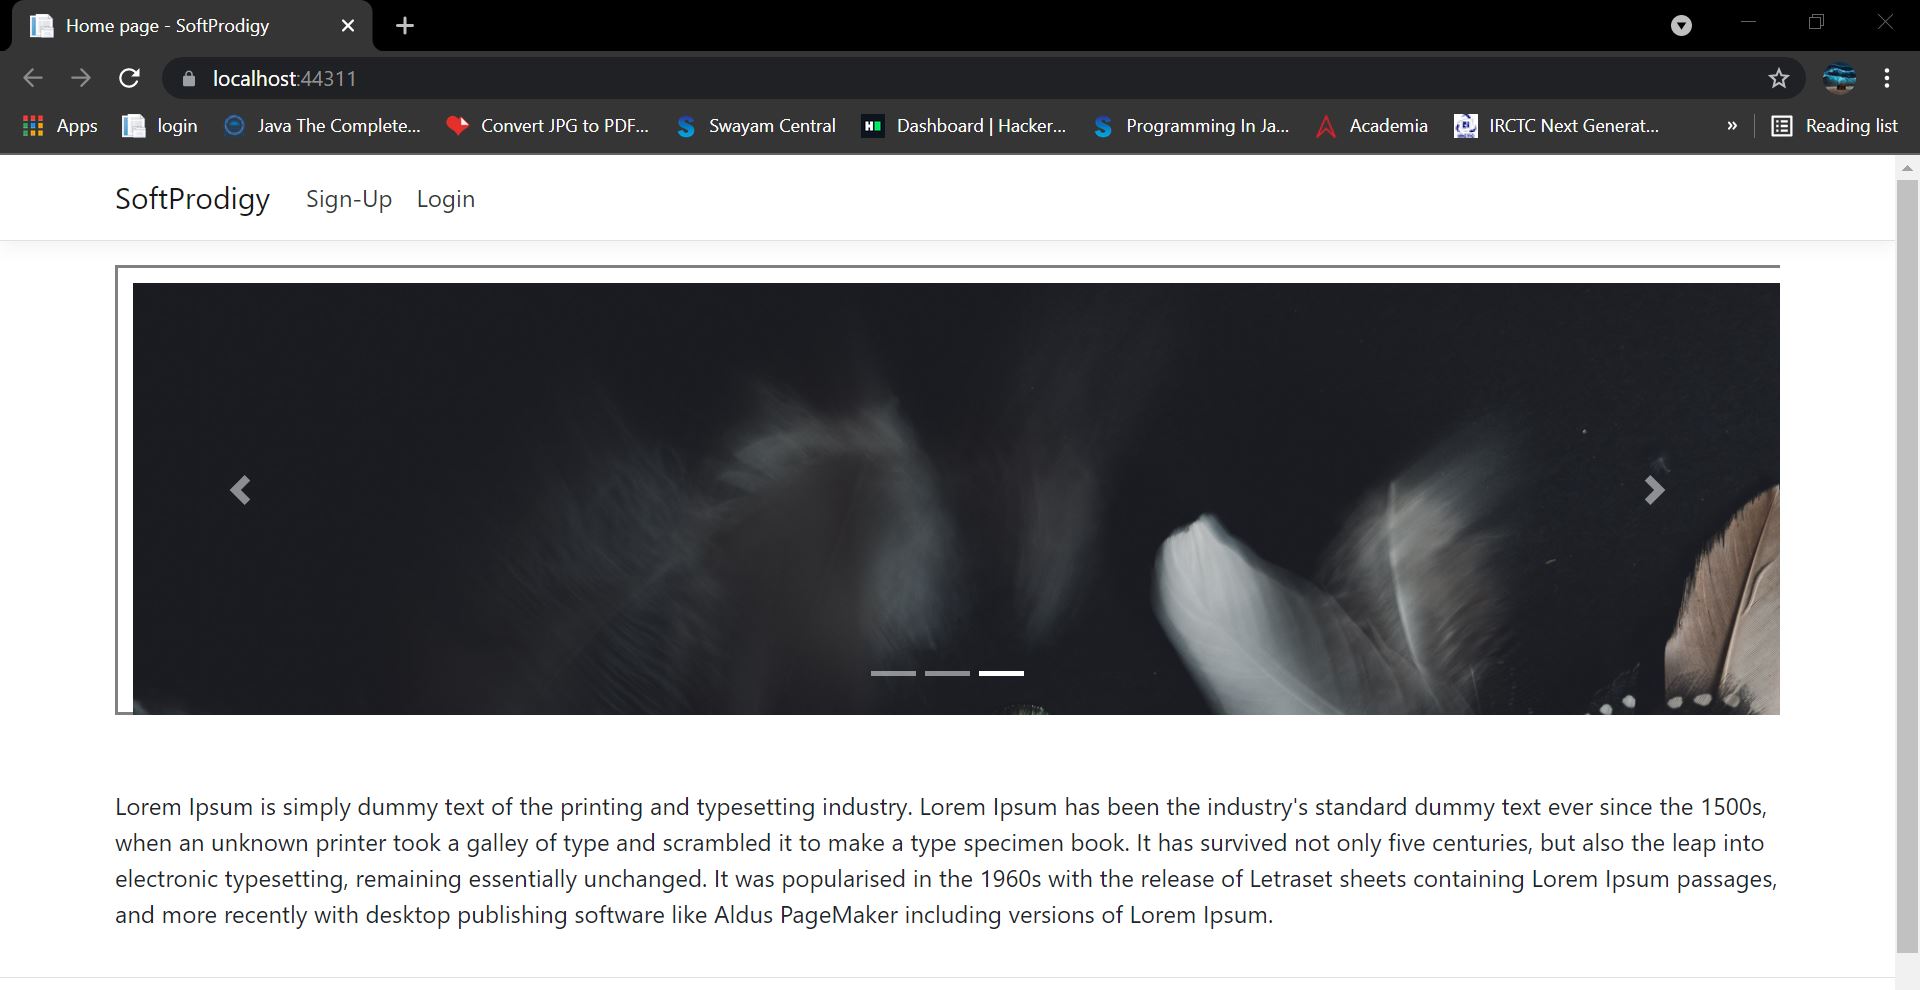 Home page - SoftProdigy
localhost:44311
Apps login Java The Complete... Convert JPG to PDF... Swayam Central Dashboard | Hacker... Programming In Ja... Academia IRCTC Next Generat... » Reading list
SoftProdigy Sign-Up Login
Lorem Ipsum is simply dummy text of the printing and typesetting industry. Lorem Ipsum has been the industry's standard dummy text ever since the 1500s,
when an unknown printer took a galley of type and scrambled it to make a type specimen book. It has survived not only five centuries, but also the leap into
electronic typesetting, remaining essentially unchanged. It was popularised in the 1960s with the release of Letraset sheets containing Lorem Ipsum passages,
and more recently with desktop publishing software like Aldus PageMaker including versions of Lorem Ipsum.